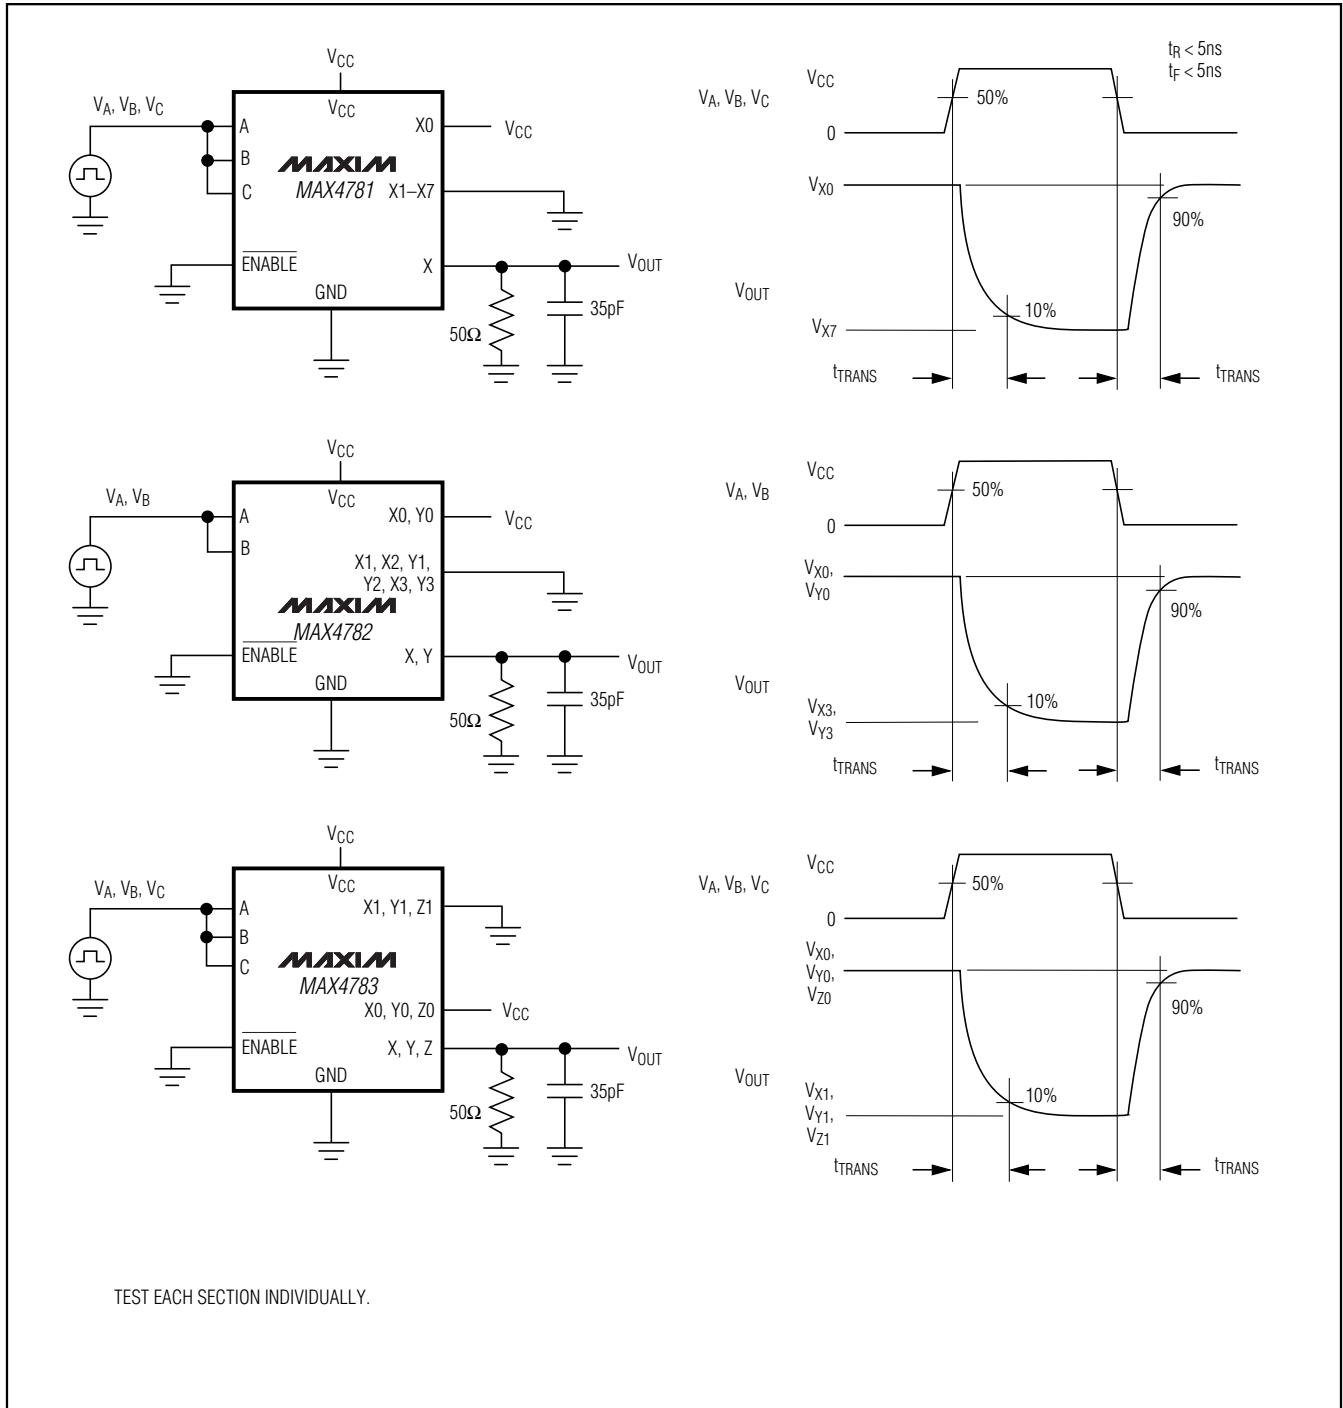 VCC
VA, VB, VC
VCC
A
B
C
X0
VCC
MAXIM
MAX4781
X1–X7
ENABLE
X
VOUT
GND
50Ω
35pF
tR < 5ns
tF < 5ns
VCC
VA, VB, VC
50%
0
VX0
90%
VOUT
10%
VX7
tTRANS
tTRANS
VCC
VA, VB
VCC
A
B
X0, Y0
VCC
X1, X2, Y1,
Y2, X3, Y3
MAXIM
MAX4782
ENABLE
X, Y
VOUT
GND
50Ω
35pF
VCC
VA, VB
50%
0
VX0,
VY0
90%
VOUT
10%
VX3,
VY3
tTRANS
tTRANS
VCC
VA, VB, VC
VCC
A
B
C
X1, Y1, Z1
MAXIM
MAX4783
X0, Y0, Z0
VCC
ENABLE
X, Y, Z
VOUT
GND
50Ω
35pF
VCC
VA, VB, VC
50%
0
VX0,
VY0,
VZ0
90%
VOUT
10%
VX1,
VY1,
VZ1
tTRANS
tTRANS
TEST EACH SECTION INDIVIDUALLY.